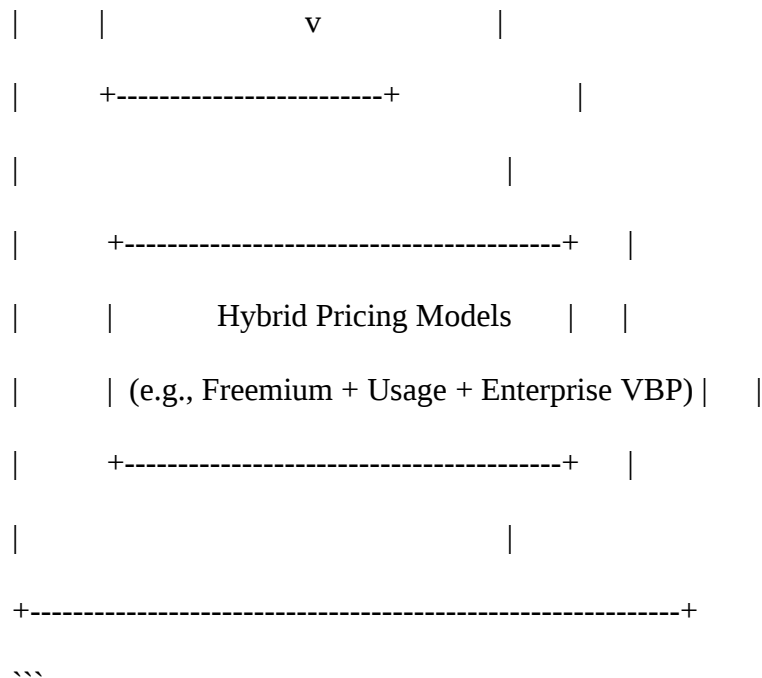 |          |                         v                      |
|          +-------------------------+                      |
|                                                            |
|          +-----------------------------------------+      |
|          |             Hybrid Pricing Models       |      |
|          |  (e.g., Freemium + Usage + Enterprise VBP) |      |
|          +-----------------------------------------+      |
|                                                            |
+-------------------------------------------------------------+
```